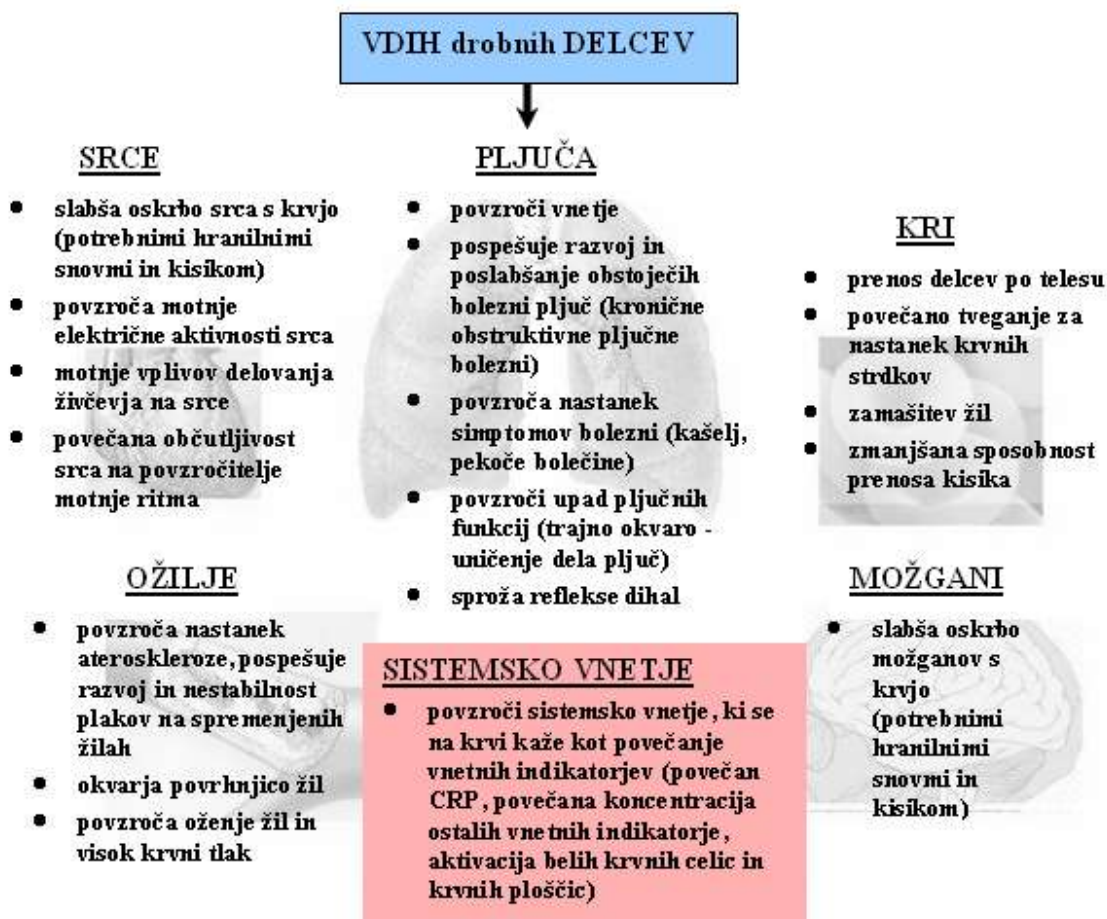 VDIH drobnih DELCEV
SRCE
• slabša oskrbo srca s krvjo
(potrebnimi hranilnimi
snovmi in kisikom)
• povzroča motnje
električne aktivnosti srca
• motnje vplivov delovanja
živčevja na srce
• povečana občutljivost
srca na povzročitelje
motnje ritma
PLJUČA
• povzroči vnetje
• pospešuje razvoj in
poslabšanje obstoječih
bolezni pljuč (kronične
obstruktivne pljučne
bolezni)
• povzroča nastanek
simptomov bolezni (kašelj,
pekoče bolečine)
• povzroči upad pljučnih
funkcij (trajno okvaro -
uničenje dela pljuč)
• sproža reflekse dihal
KRI
• prenos delcev po telesu
• povečano tveganje za
nastanek krvnih
strdkov
• zamašitev žil
• zmanjšana sposobnost
prenosa kisika
OŽILJE
• povzroča nastanek
ateroskleroze, pospešuje
razvoj in nestabilnost
plakov na spremenjenih
žilah
• okvarja površnjico žil
• povzroča oženje žil in
visok krvni tlak
SISTEMSKO VNETJE
• povzroči sistemsko vnetje, ki se
na krvi kaže kot povečanje
vnetnih indikatorjev (povečan
CRP, povečana koncentracija
ostalih vnetnih indikatorje,
aktivacija belih krvnih celic in
krvnih ploščic)
MOŽGANI
• slabša oskrbo
možganov s
krvjo
(potrebnimi
hranilnimi
snovmi in
kisikom)